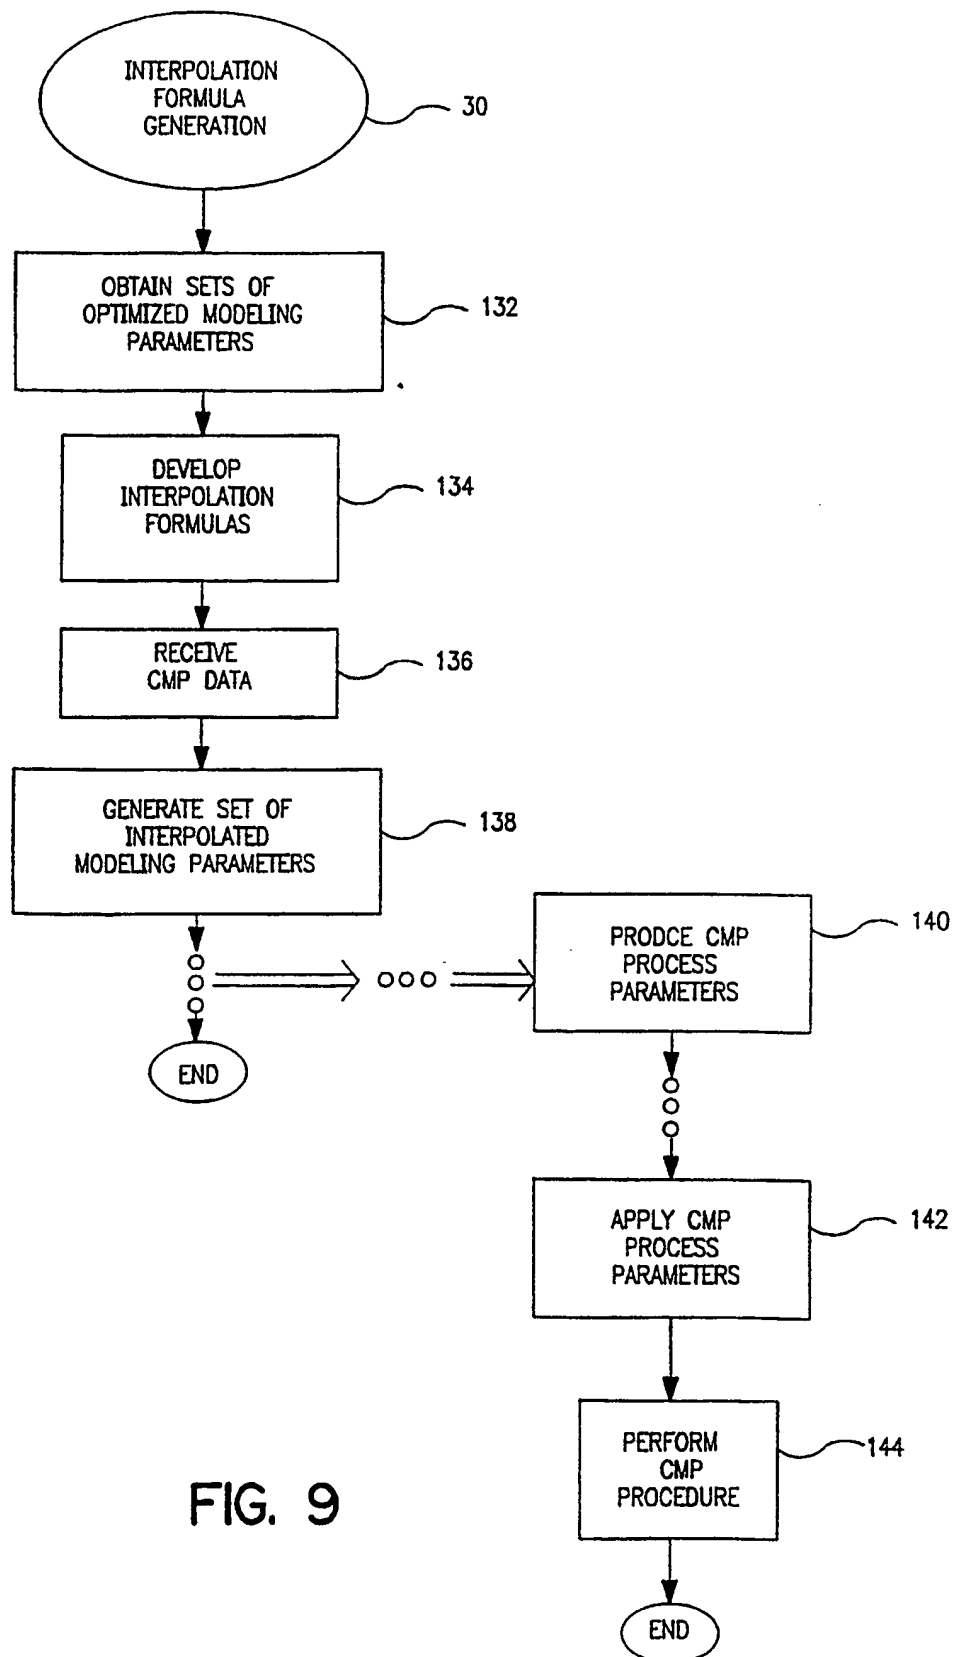 INTERPOLATION
FORMULA
GENERATION
30
OBTAIN SETS OF
OPTIMIZED MODELING
PARAMETERS
132
DEVELOP
INTERPOLATION
FORMULAS
134
RECEIVE
CMP DATA
136
GENERATE SET OF
INTERPOLATED
MODELING PARAMETERS
138
END
PRODCE CMP
PROCESS
PARAMETERS
140
APPLY CMP
PROCESS
PARAMETERS
142
PERFORM
CMP
PROCEDURE
144
END
FIG. 9